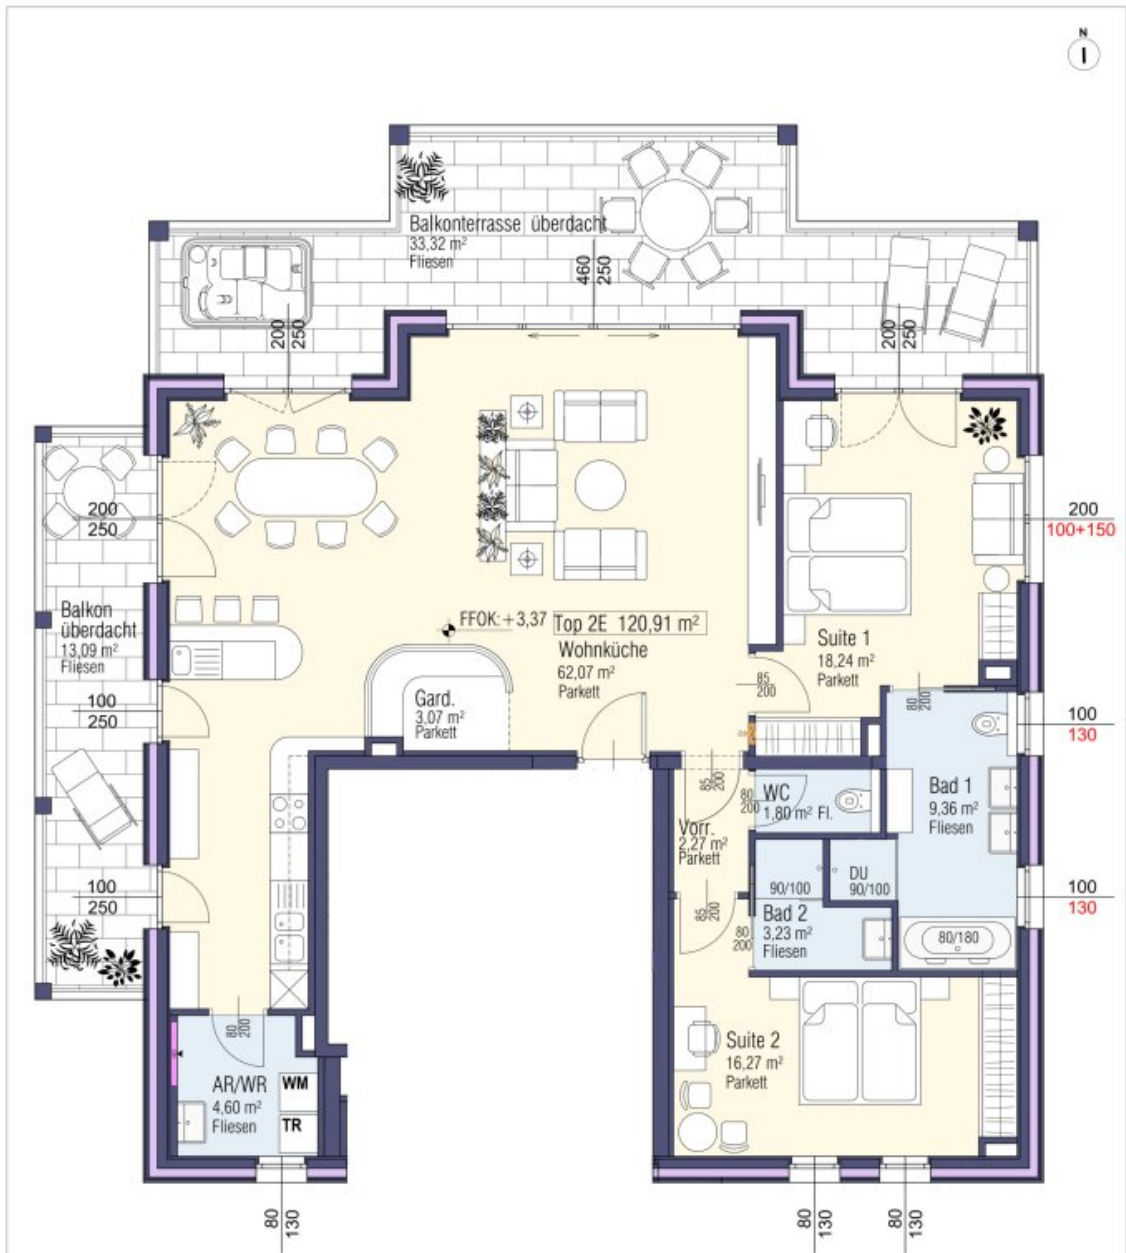 N
Balkonterrasse überdacht
33,32 m²
Fliesen
460
250
200
250
200
250
200
250
200
100+150
Balkon
überdacht
13,09 m²
Fliesen
FFOK:+3,37
Top 2E 120,91 m²
Wohnküche
62,07 m²
Parkett
Suite 1
18,24 m²
Parkett
85
200
80
200
Gard.
3,07 m²
Parkett
100
250
100
130
85
200
80
200
WC
1,80 m² Fl.
Bad 1
9,36 m²
Fliesen
Vorr.
2,27 m²
Parkett
90/100
DU
90/100
100
250
100
130
85
200
80
200
Bad 2
3,23 m²
Fliesen
80/180
80
200
Suite 2
16,27 m²
Parkett
AR/WR
4,60 m²
Fliesen
WM
TR
80
130
80
130
80
130